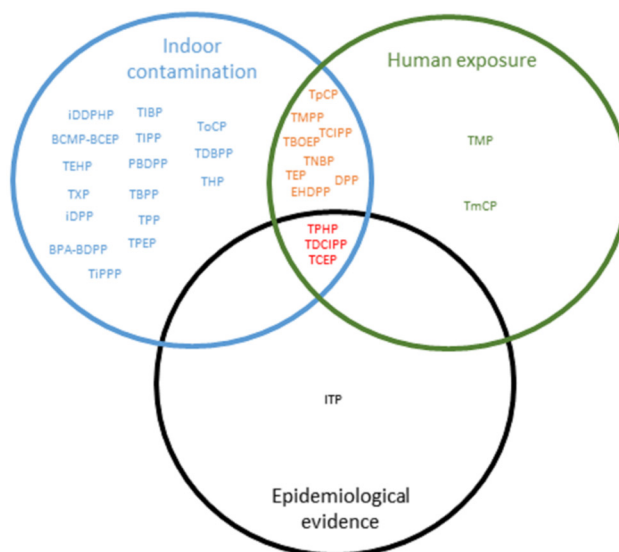 Indoor
contamination
Human exposure
iDDPHP
TIBP
ToCP
BCMP-BCEP
TIPP
TDBPP
TEHP
PBDPP
THP
TXP
TBPP
iDPP
TPP
BPA-BDPP
TPEP
TiPPP
TpCP
TMPP
TCIPP
TBOEP
TNBP
TEP
DPP
EHDPP
TMP
TmCP
TPHP
TDCIPP
TCEP
ITP
Epidemiological
evidence